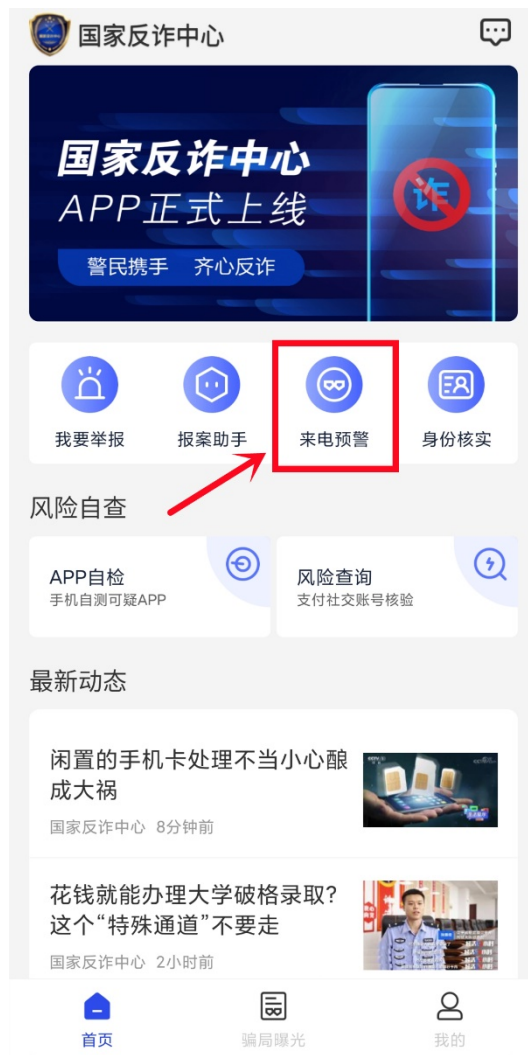 国家反诈中心
国家反诈中心
APP正式上线
警民携手 齐心反诈
诈
我要举报
报案助手
来电预警
身份核实
风险自查
APP自检
手机自测可疑APP
风险查询
支付社交账号核验
最新动态
闲置的手机卡处理不当小心酿
成大祸
国家反诈中心 8分钟前
花钱就能办理大学破格录取?
这个“特殊通道”不要走
国家反诈中心 2小时前
首页
骗局曝光
我的